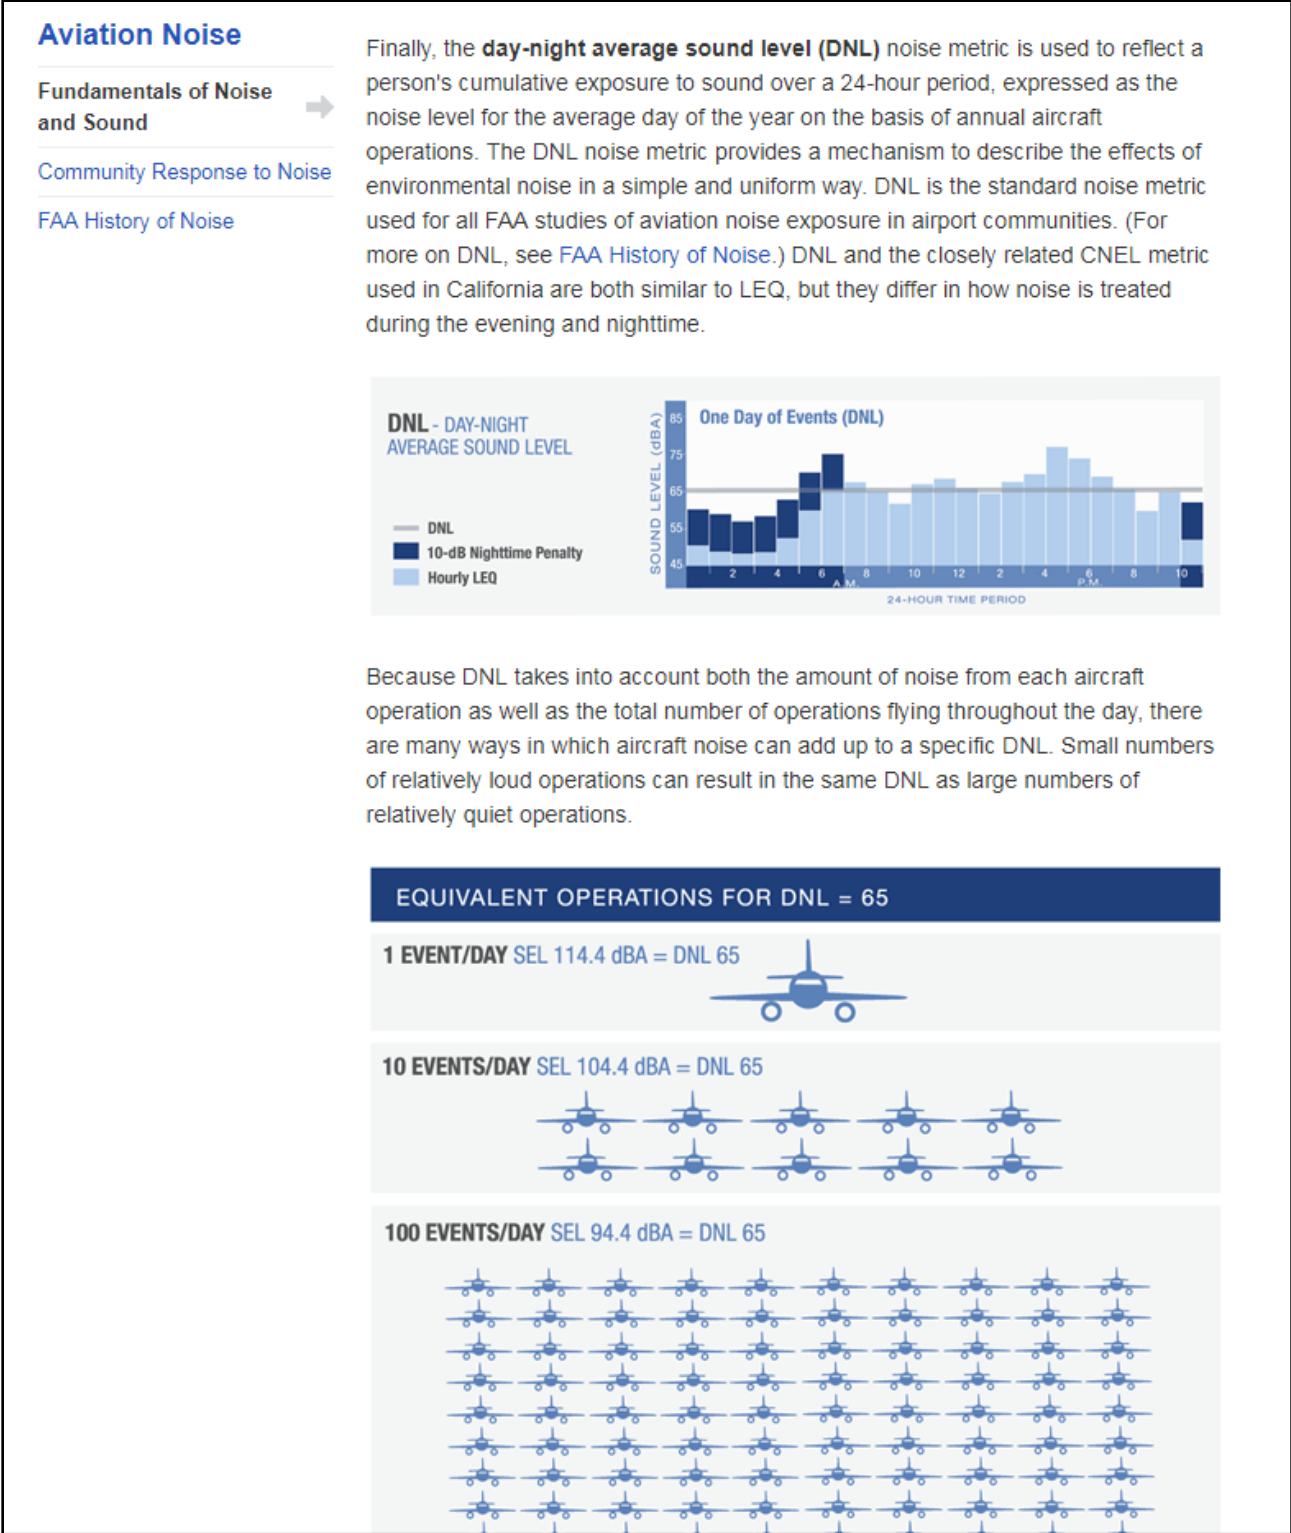 Aviation Noise
Fundamentals of Noise
and Sound
Community Response to Noise
FAA History of Noise
Finally, the day-night average sound level (DNL) noise metric is used to reflect a
person's cumulative exposure to sound over a 24-hour period, expressed as the
noise level for the average day of the year on the basis of annual aircraft
operations. The DNL noise metric provides a mechanism to describe the effects of
environmental noise in a simple and uniform way. DNL is the standard noise metric
used for all FAA studies of aviation noise exposure in airport communities. (For
more on DNL, see FAA History of Noise.) DNL and the closely related CNEL metric
used in California are both similar to LEQ, but they differ in how noise is treated
during the evening and nighttime.
DNL - DAY-NIGHT
AVERAGE SOUND LEVEL
DNL
10-dB Nighttime Penalty
Hourly LEQ
SOUND LEVEL (dBA)
85
75
65
55
45
One Day of Events (DNL)
2 4 6 8 10 12 2 4 6 8 10
A.M. P.M.
24-HOUR TIME PERIOD
Because DNL takes into account both the amount of noise from each aircraft
operation as well as the total number of operations flying throughout the day, there
are many ways in which aircraft noise can add up to a specific DNL. Small numbers
of relatively loud operations can result in the same DNL as large numbers of
relatively quiet operations.
EQUIVALENT OPERATIONS FOR DNL = 65
1 EVENT/DAY SEL 114.4 dBA = DNL 65
10 EVENTS/DAY SEL 104.4 dBA = DNL 65
100 EVENTS/DAY SEL 94.4 dBA = DNL 65